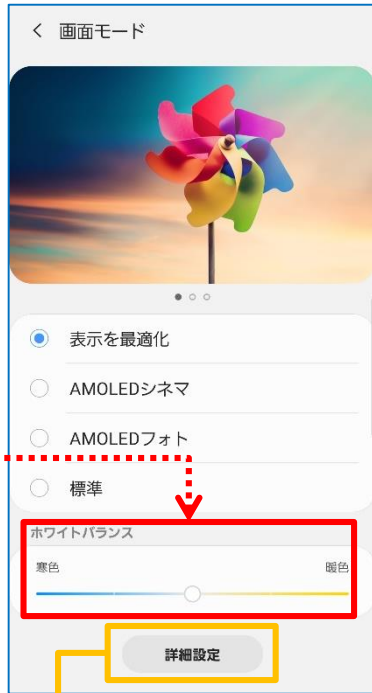 画面モード
表示を最適化
AMOLEDシネマ
AMOLEDフォト
標準
ホワイトバランス
寒色 暖色
詳細設定